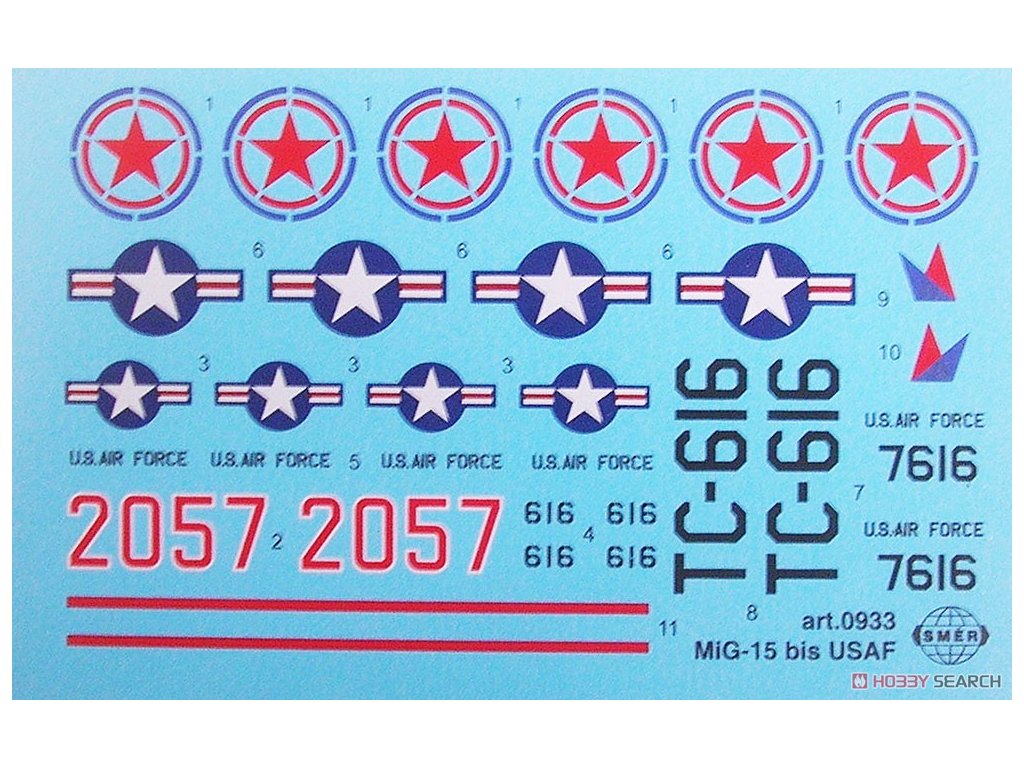 1 1 1 1 1
6 6 6
9
10
3 3 3
U.S.AIR FORCE U.S.AIR FORCE 5 U.S.AIR FORCE U.S.AIR FORCE
TC-616 TC-616
U.S.AIR FORCE
7616
7
U.S.AIR FORCE
7616
2057 2 2057
616 616
4
616 616
8
11
art.0933
MiG-15 bis USAF
SMĚR
HOBBY SEARCH